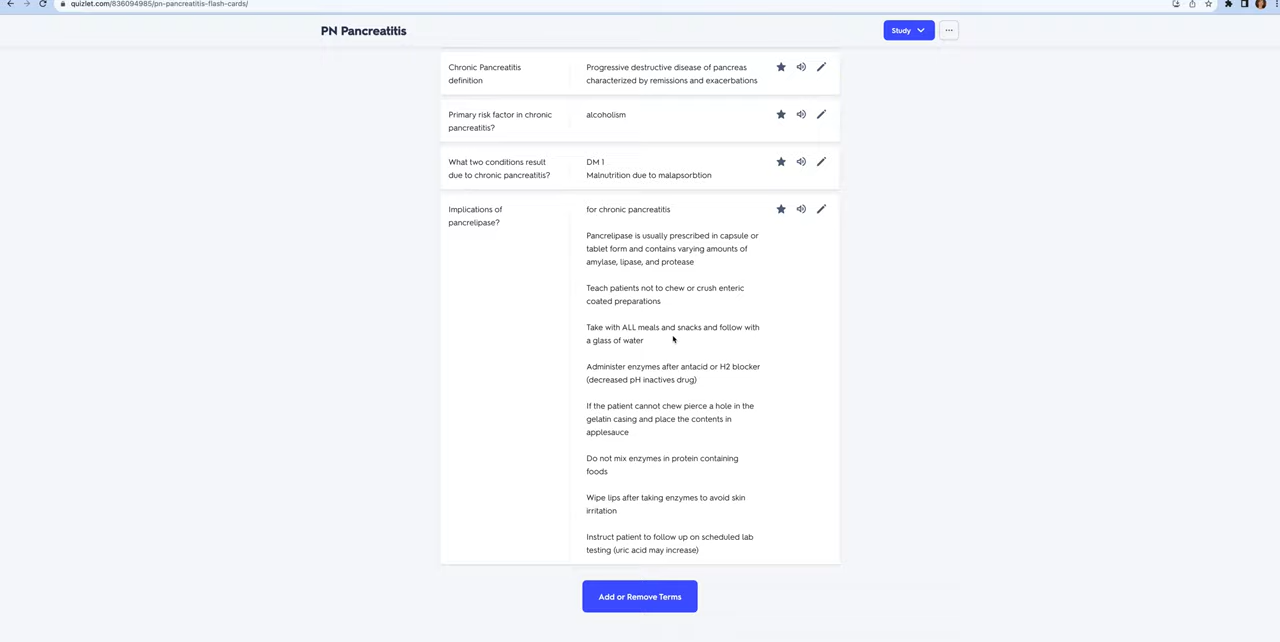 quizlet.com/836094985/pn-pancreatitis-flash-cards/
PN Pancreatitis
Study
Chronic Pancreatitis
definition
Progressive destructive disease of pancreas
characterized by remissions and exacerbations
Primary risk factor in chronic
pancreatitis?
alcoholism
What two conditions result
due to chronic pancreatitis?
DM 1
Malnutrition due to malapsorbtion
Implications of
pancrelipase?
for chronic pancreatitis
Pancrelipase is usually prescribed in capsule or
tablet form and contains varying amounts of
amylase, lipase, and protease
Teach patients not to chew or crush enteric
coated preparations
Take with ALL meals and snacks and follow with
a glass of water
Administer enzymes after antacid or H2 blocker
(decreased pH inactives drug)
If the patient cannot chew pierce a hole in the
gelatin casing and place the contents in
applesauce
Do not mix enzymes in protein containing
foods
Wipe lips after taking enzymes to avoid skin
irritation
Instruct patient to follow up on scheduled lab
testing (uric acid may increase)
Add or Remove Terms